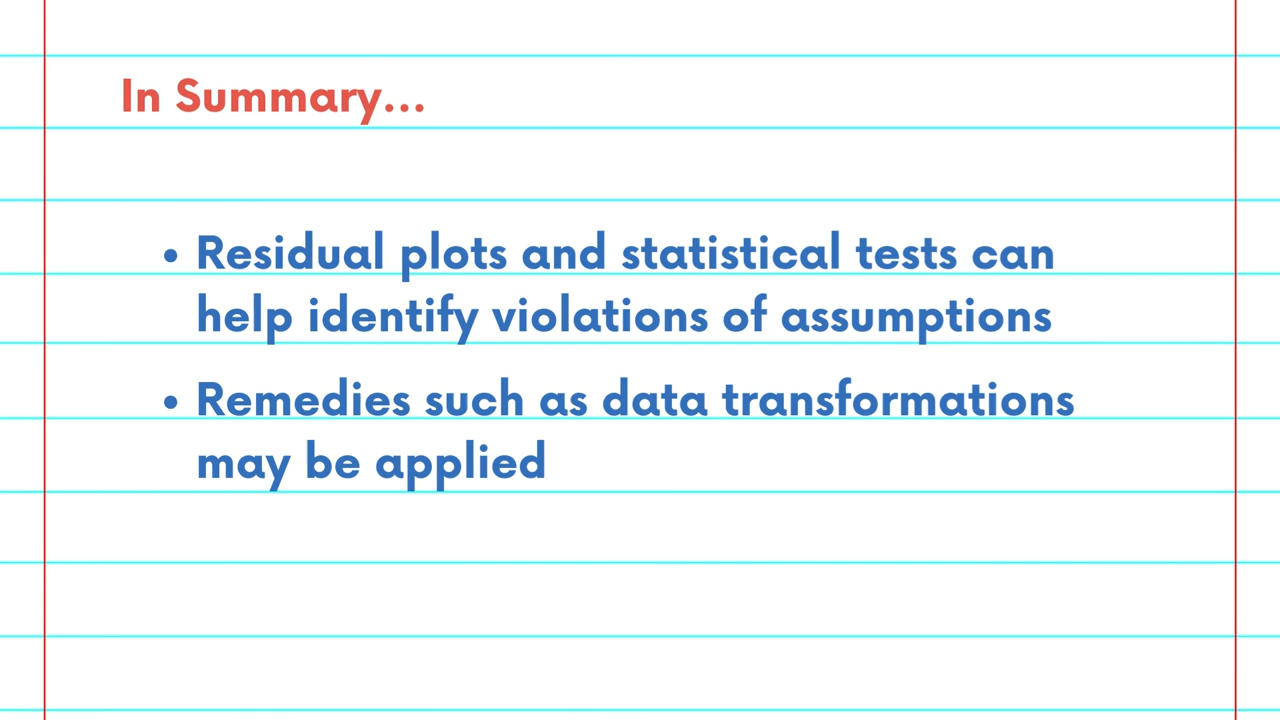 In Summary...
• Residual plots and statistical tests can
help identify violations of assumptions
• Remedies such as data transformations
may be applied